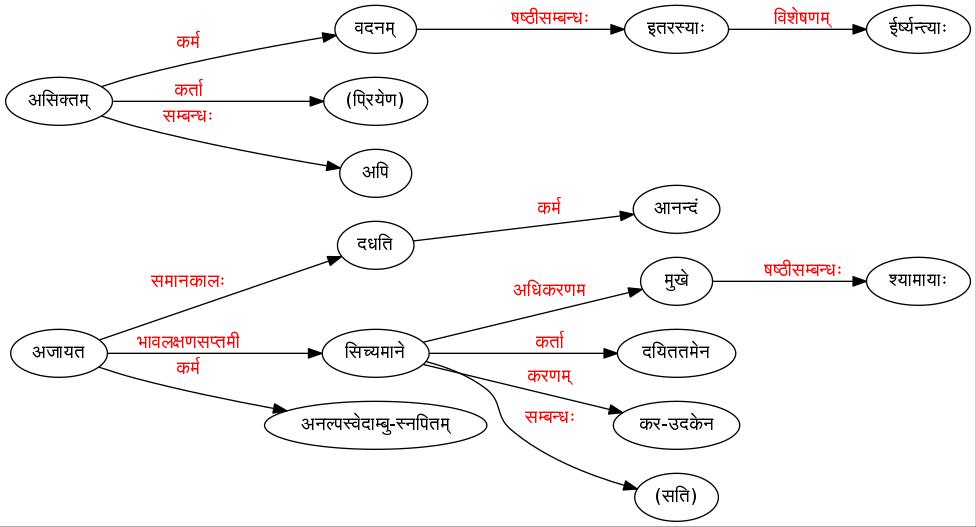 वदनम्
षष्ठीसम्बन्धः
इतरस्याः
विशेषणम्
ईर्ष्यन्त्याः
कर्म
असिक्तम्
कर्ता
(प्रियेण)
सम्बन्धः
अपि
दधति
कर्म
आनन्दं
समानकालः
अजायत
भावलक्षणसप्तमी
सिच्यमाने
अधिकरणम
मुखे
षष्ठीसम्बन्धः
श्यामायाः
कर्ता
दयिततमेन
करणम्
कर-उदकेन
सम्बन्धः
(सति)
कर्म
अनल्पस्वेदाम्बु-स्नपितम्